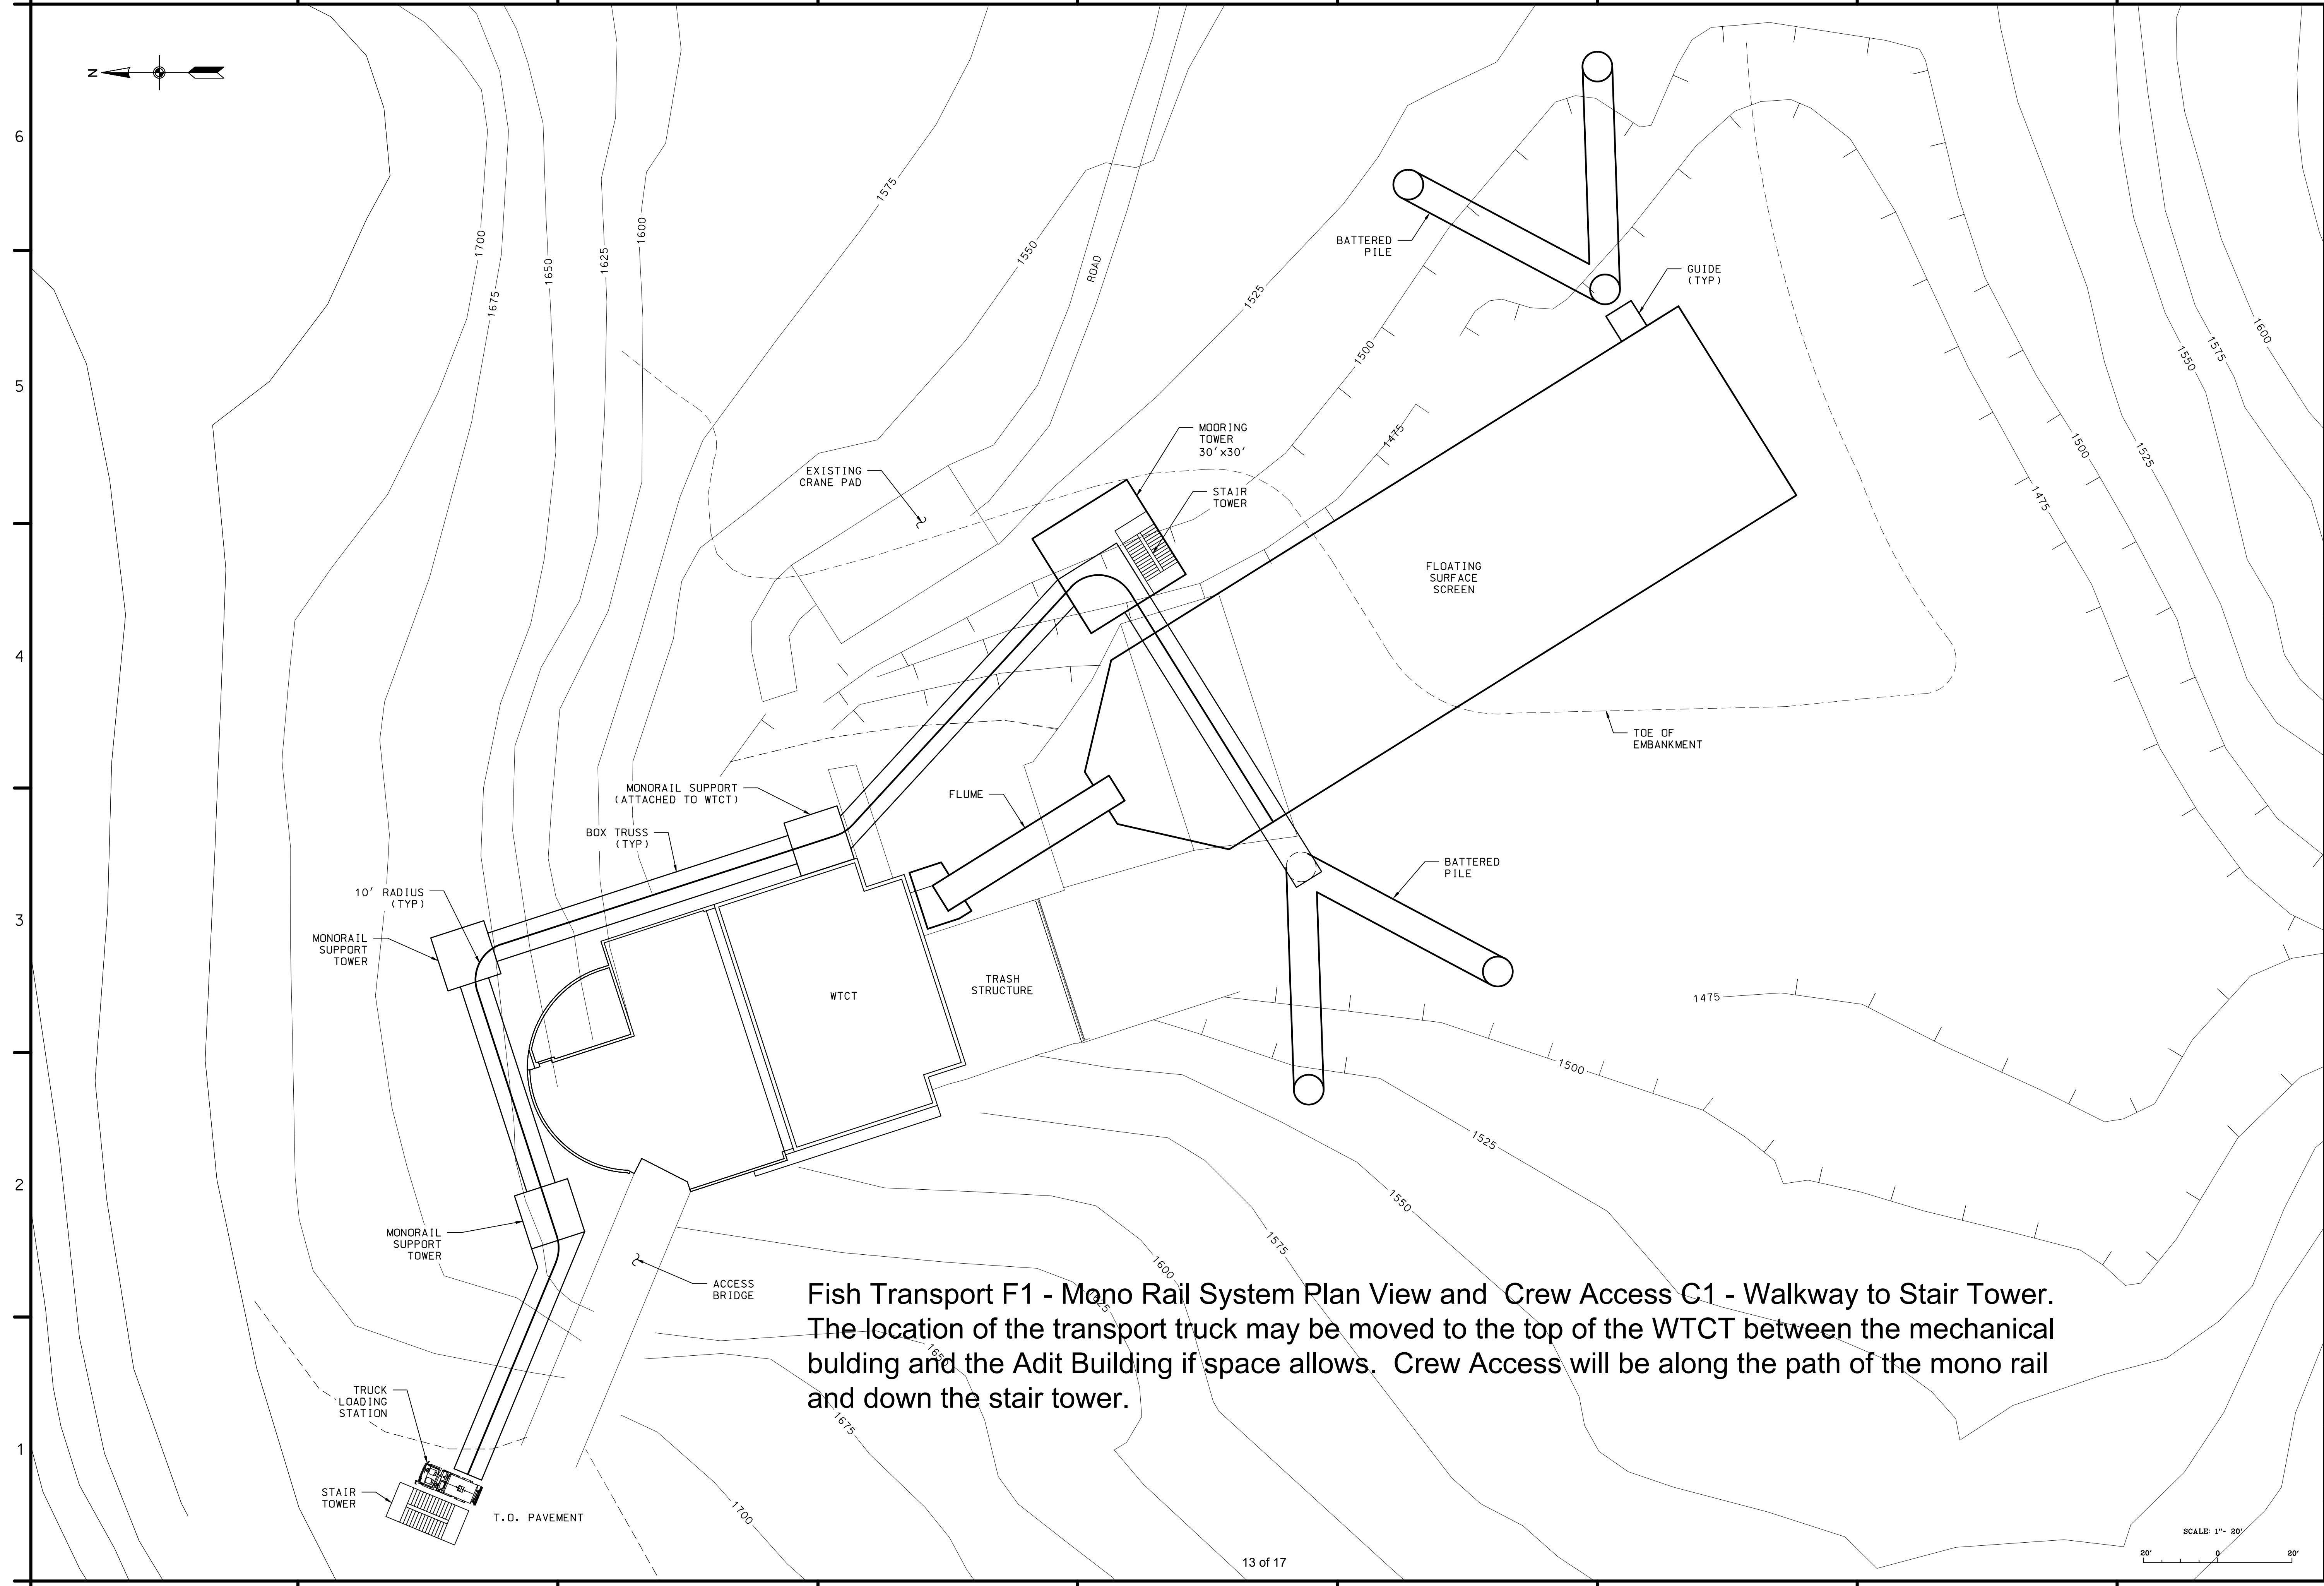 N
6
5
4
3
2
1
1700
1675
1650
1625
1600
1575
1550
ROAD
1525
1500
1475
BATTERED
PILE
GUIDE
(TYP)
1600
1575
1550
1525
1500
1475
MOORING
TOWER
30'x30'
STAIR
TOWER
EXISTING
CRANE PAD
FLOATING
SURFACE
SCREEN
TOE OF
EMBANKMENT
MONORAIL SUPPORT
(ATTACHED TO WTCT)
FLUME
BOX TRUSS
(TYP)
10' RADIUS
(TYP)
MONORAIL
SUPPORT
TOWER
BATTERED
PILE
WTCT
TRASH
STRUCTURE
1475
1500
1525
1550
1575
1600
1625
1650
1675
1700
MONORAIL
SUPPORT
TOWER
ACCESS
BRIDGE
Fish Transport F1 - Mono Rail System Plan View and  Crew Access C1 - Walkway to Stair Tower.
The location of the transport truck may be moved to the top of the WTCT between the mechanical
bulding and the Adit Building if space allows.  Crew Access will be along the path of the mono rail
and down the stair tower.
TRUCK
LOADING
STATION
STAIR
TOWER
T.O. PAVEMENT
13 of 17
SCALE: 1"- 20'
20' 0 20'